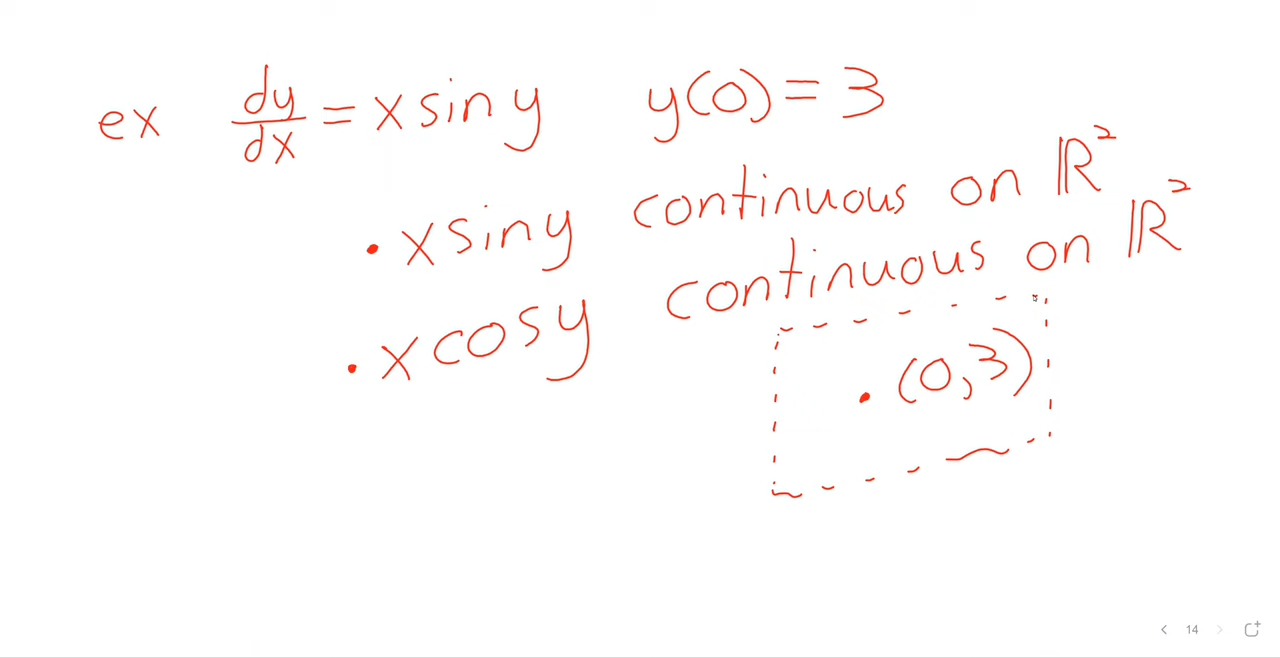 ex dy/dx = x sin y y(0) = 3
• x sin y continuous on ℝ²
• x cos y continuous on ℝ²
• (0,3)
14